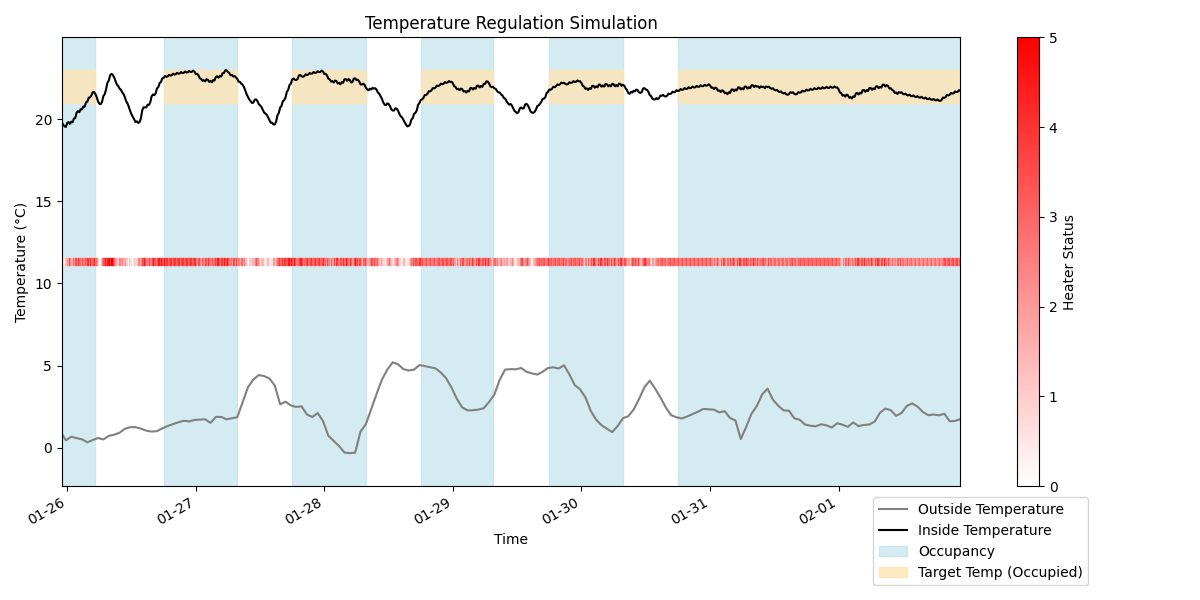 Temperature Regulation Simulation
Temperature (°C)
20
15
10
5
0
01-26
01-27
01-28
01-29
01-30
01-31
02-01
Time
5
4
3
2
1
0
Heater Status
Outside Temperature
Inside Temperature
Occupancy
Target Temp (Occupied)